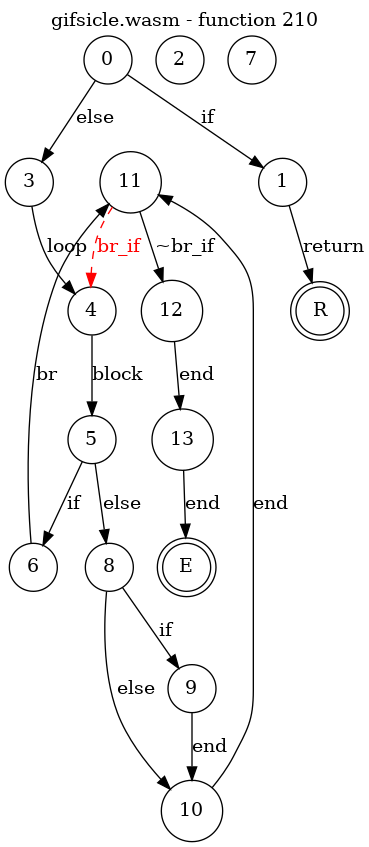 gifsicle.wasm - function 210
0 2 7
else if
3 11 1
loop br_if ~br_if return
4 12 R
br block end
5 13
if else end end
6 8 E
else if
9
end
10